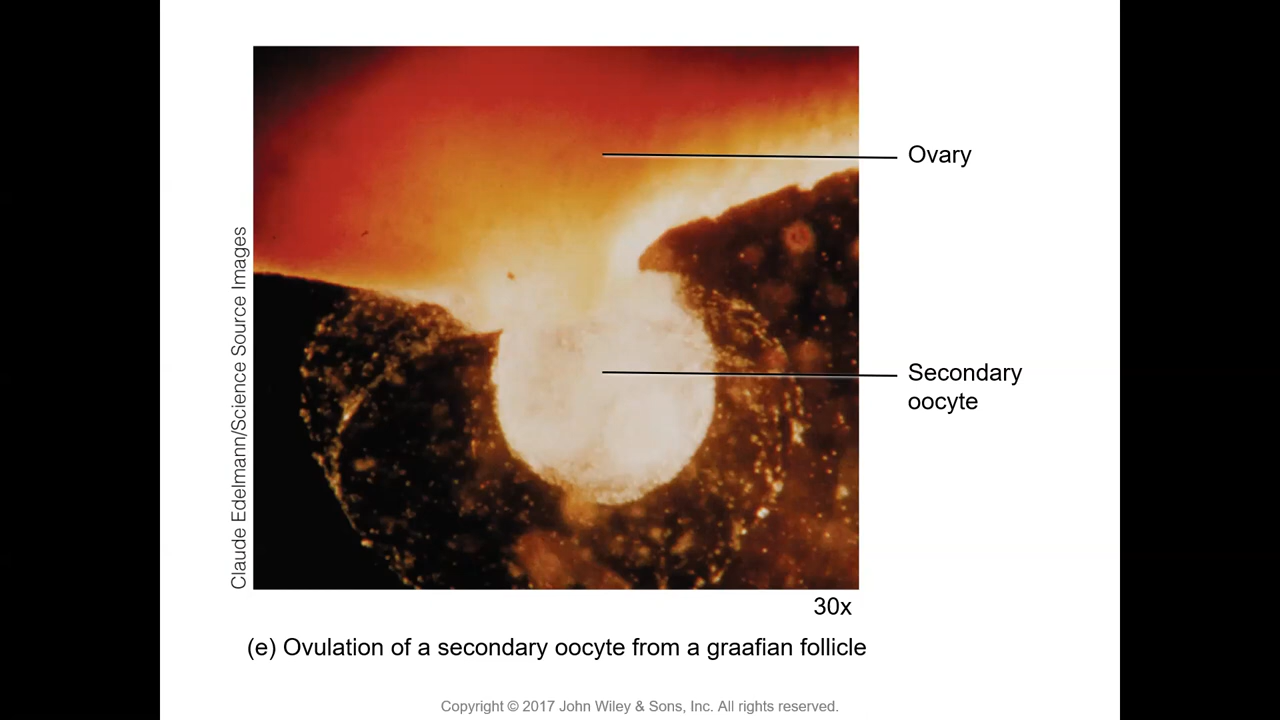 Ovary
Secondary
oocyte
Claude Edelmann/Science Source Images
30x
(e) Ovulation of a secondary oocyte from a graafian follicle
Copyright © 2017 John Wiley & Sons, Inc. All rights reserved.